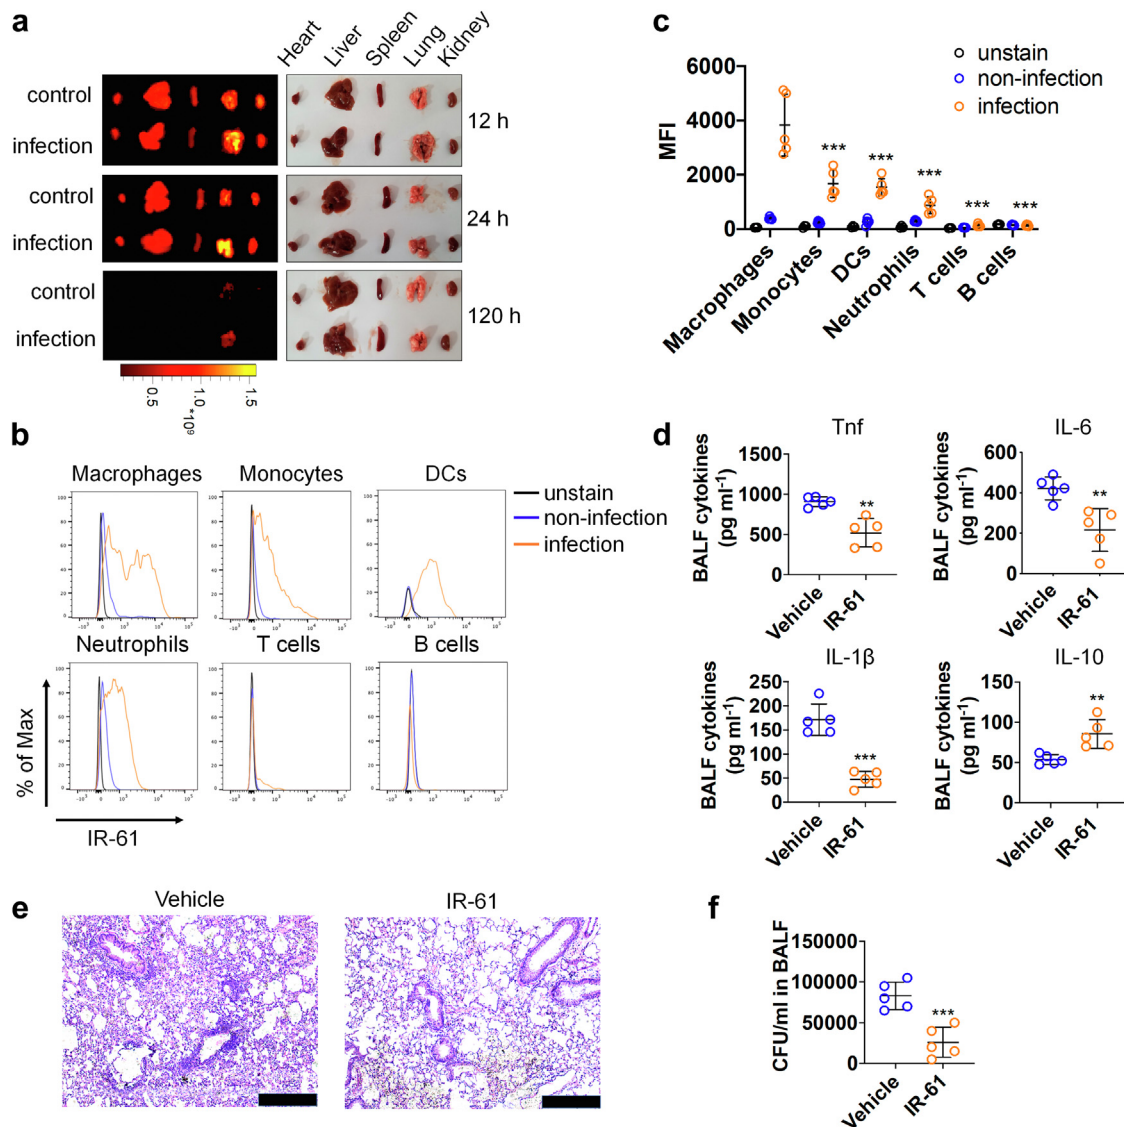 a
Heart
Liver
Spleen
Lung
Kidney
control
infection
12 h
control
infection
24 h
control
infection
120 h
0.5
1.0
1.5
*10⁹
b
Macrophages
Monocytes
DCs
unstain
non-infection
infection
Neutrophils
T cells
B cells
% of Max
IR-61
c
unstain
non-infection
infection
MFI
6000
4000
2000
0
***
***
***
***
***
Macrophages
Monocytes
DCs
Neutrophils
T cells
B cells
d
Tnf
BALF cytokines
(pg ml⁻¹)
1500
1000
500
0
**
Vehicle
IR-61
IL-6
BALF cytokines
(pg ml⁻¹)
600
400
200
0
**
Vehicle
IR-61
IL-1β
BALF cytokines
(pg ml⁻¹)
250
200
150
100
50
0
***
Vehicle
IR-61
IL-10
BALF cytokines
(pg ml⁻¹)
150
100
50
0
**
Vehicle
IR-61
e
Vehicle
IR-61
f
CFU/ml in BALF
150000
100000
50000
0
***
Vehicle
IR-61